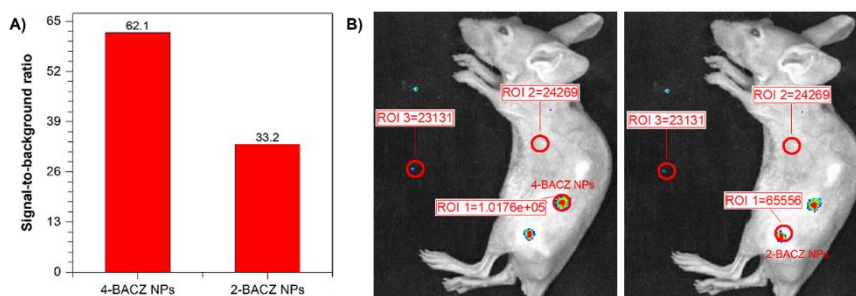 A)
Signal-to-background ratio
65
52
39
26
13
0
62.1
33.2
4-BACZ NPs
2-BACZ NPs
B)
ROI 2=24269
ROI 3=23131
4-BACZ NPs
ROI 1=1.0176e+05
ROI 2=24269
ROI 3=23131
ROI 1=65556
2-BACZ NPs